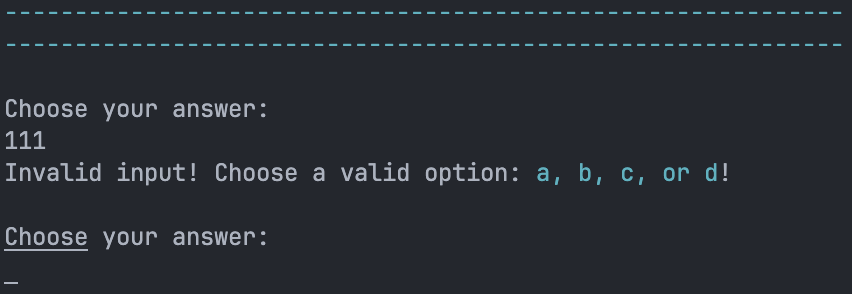 ------------------------------------------------------------
------------------------------------------------------------
Choose your answer:
111
Invalid input! Choose a valid option: a, b, c, or d!
Choose your answer:
_